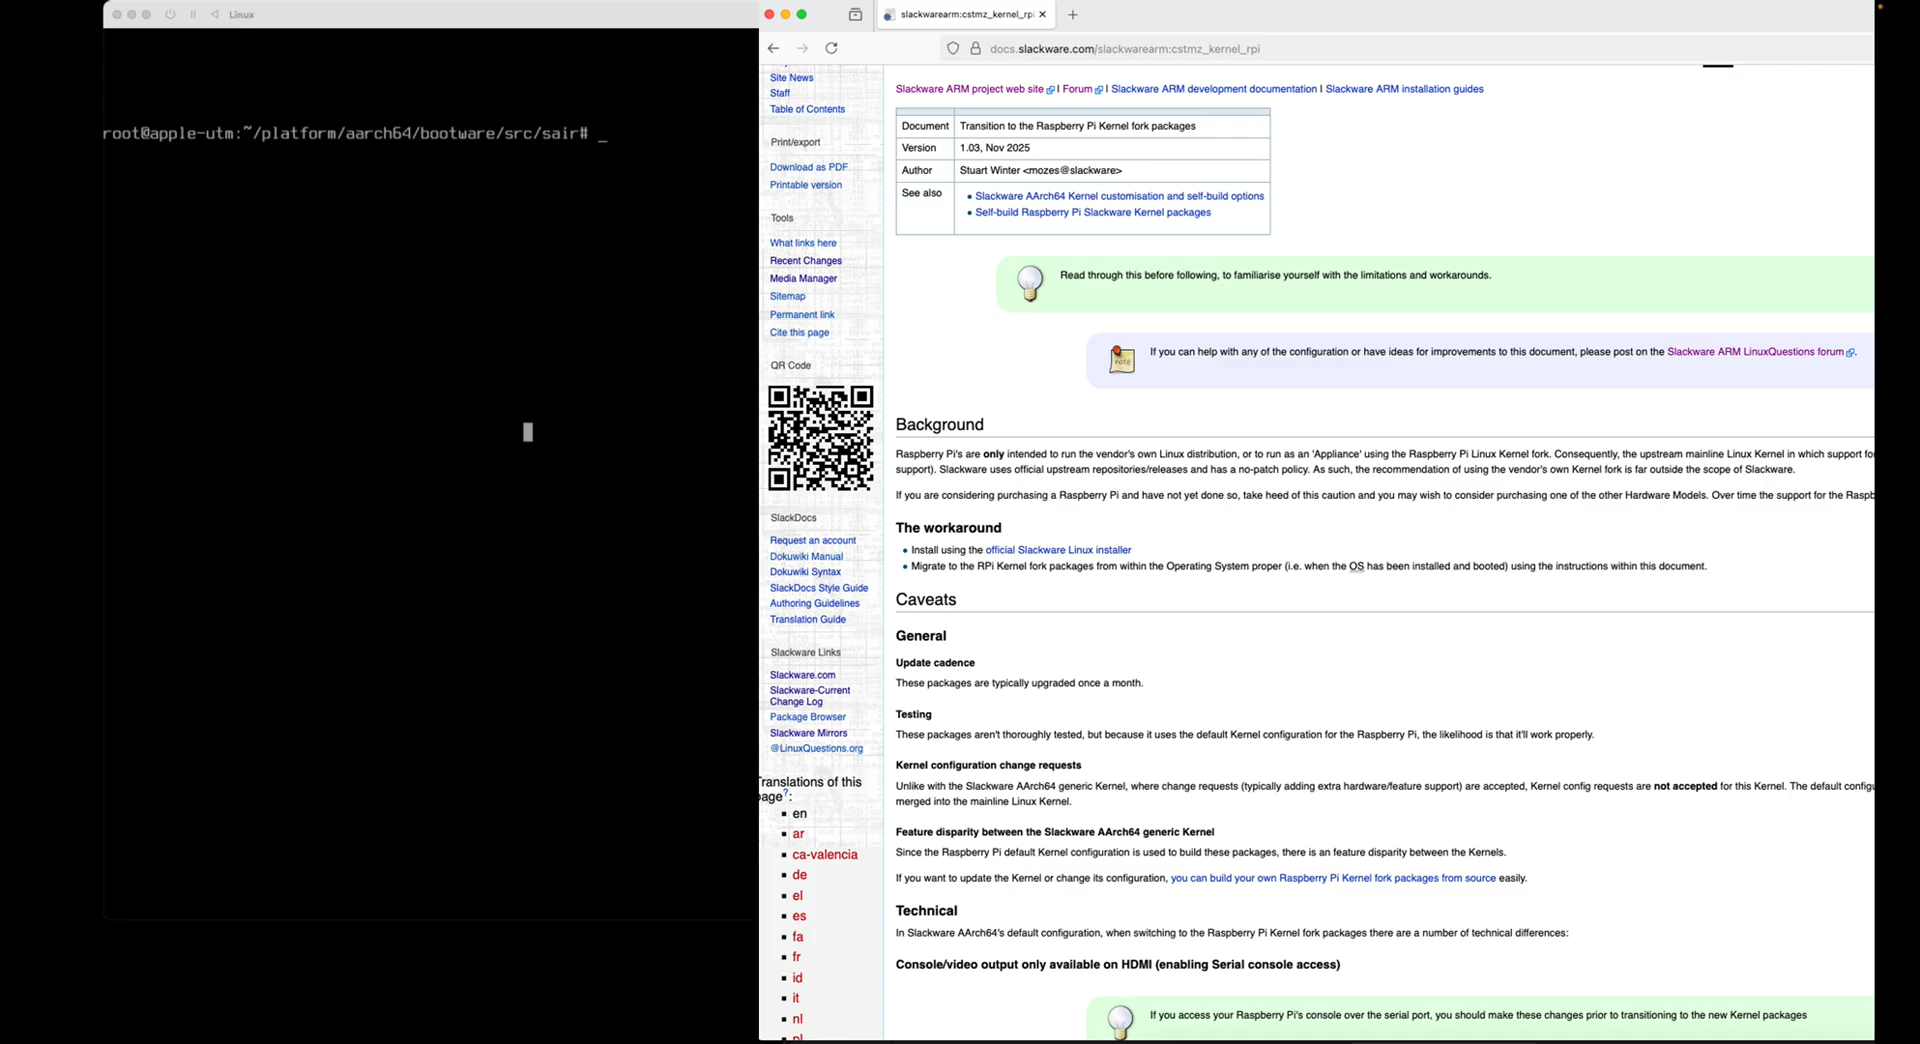 Linux
root@apple-utm:~/platform/aarch64/bootware/src/sair# _
slackwarearm:cstmz_kernel_rpi
docs.slackware.com/slackwarearm:cstmz_kernel_rpi
Site News
Staff
Table of Contents
Print/export
Download as PDF
Printable version
Tools
What links here
Recent Changes
Media Manager
Sitemap
Permanent link
Cite this page
QR Code
SlackDocs
Request an account
Dokuwiki Manual
Dokuwiki Syntax
SlackDocs Style Guide
Authoring Guidelines
Translation Guide
Slackware Links
Slackware.com
Slackware-Current
Change Log
Package Browser
Slackware Mirrors
@LinuxQuestions.org
Translations of this
page?:
en
ar
ca-valencia
de
el
es
fa
fr
id
it
nl
Slackware ARM project web site | Forum | Slackware ARM development documentation | Slackware ARM installation guides
Document Transition to the Raspberry Pi Kernel fork packages
Version 1.03, Nov 2025
Author Stuart Winter <mozes@slackware>
See also • Slackware AArch64 Kernel customisation and self-build options
• Self-build Raspberry Pi Slackware Kernel packages
Read through this before following, to familiarise yourself with the limitations and workarounds.
If you can help with any of the configuration or have ideas for improvements to this document, please post on the Slackware ARM LinuxQuestions forum.
Background
Raspberry Pi's are only intended to run the vendor's own Linux distribution, or to run as an 'Appliance' using the Raspberry Pi Linux Kernel fork. Consequently, the upstream mainline Linux Kernel in which support fo
support). Slackware uses official upstream repositories/releases and has a no-patch policy. As such, the recommendation of using the vendor's own Kernel fork is far outside the scope of Slackware.
If you are considering purchasing a Raspberry Pi and have not yet done so, take heed of this caution and you may wish to consider purchasing one of the other Hardware Models. Over time the support for the Raspb
The workaround
• Install using the official Slackware Linux installer
• Migrate to the RPi Kernel fork packages from within the Operating System proper (i.e. when the OS has been installed and booted) using the instructions within this document.
Caveats
General
Update cadence
These packages are typically upgraded once a month.
Testing
These packages aren't thoroughly tested, but because it uses the default Kernel configuration for the Raspberry Pi, the likelihood is that it'll work properly.
Kernel configuration change requests
Unlike with the Slackware AArch64 generic Kernel, where change requests (typically adding extra hardware/feature support) are accepted, Kernel config requests are not accepted for this Kernel. The default configu
merged into the mainline Linux Kernel.
Feature disparity between the Slackware AArch64 generic Kernel
Since the Raspberry Pi default Kernel configuration is used to build these packages, there is an feature disparity between the Kernels.
If you want to update the Kernel or change its configuration, you can build your own Raspberry Pi Kernel fork packages from source easily.
Technical
In Slackware AArch64's default configuration, when switching to the Raspberry Pi Kernel fork packages there are a number of technical differences:
Console/video output only available on HDMI (enabling Serial console access)
If you access your Raspberry Pi's console over the serial port, you should make these changes prior to transitioning to the new Kernel packages